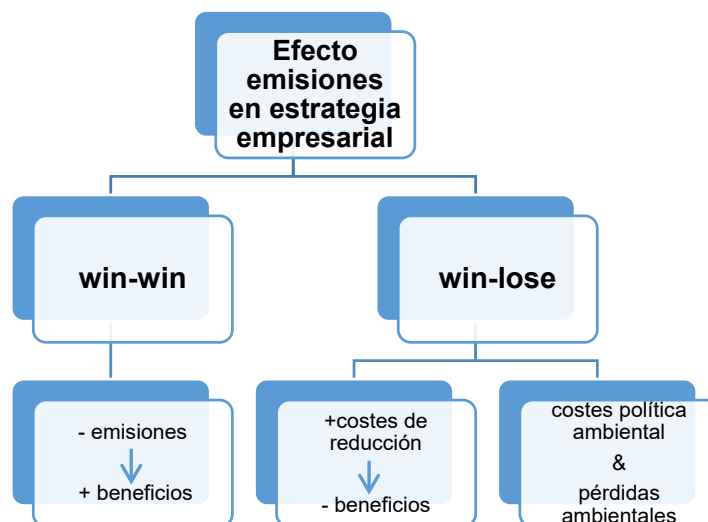 Efecto
emisiones
en estrategia
empresarial
win-win
win-lose
- emisiones
+ beneficios
+costes de
reducción
- beneficios
costes política
ambiental
&
pérdidas
ambientales